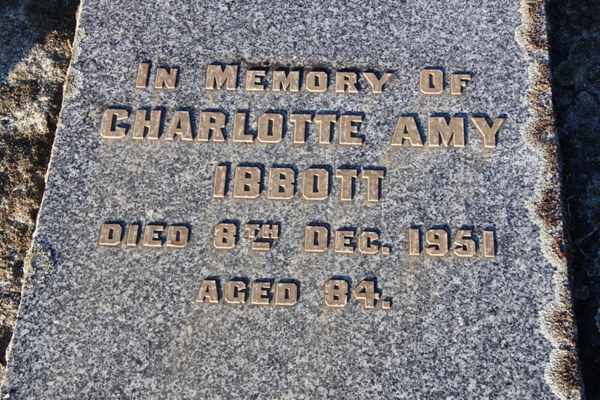 IN MEMORY OF
CHARLOTTE AMY
IBBOTT
DIED 8TH DEC. 1951
AGED 84.